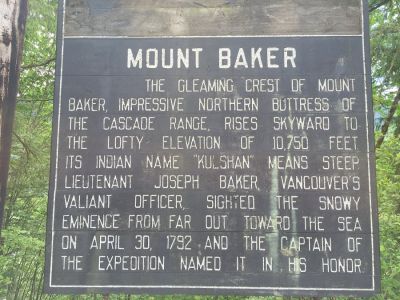 MOUNT BAKER
THE GLEAMING CREST OF MOUNT
BAKER, IMPRESSIVE NORTHERN BUTTRESS OF
THE CASCADE RANGE, RISES SKYWARD TO
THE LOFTY ELEVATION OF 10,750 FEET
ITS INDIAN NAME "KULSHAN" MEANS STEEP
LIEUTENANT JOSEPH BAKER, VANCOUVER'S
VALIANT OFFICER, SIGHTED THE SNOWY
EMINENCE FROM FAR OUT TOWARD THE SEA
ON APRIL 30, 1792 AND THE CAPTAIN OF
THE EXPEDITION NAMED IT IN HIS HONOR.